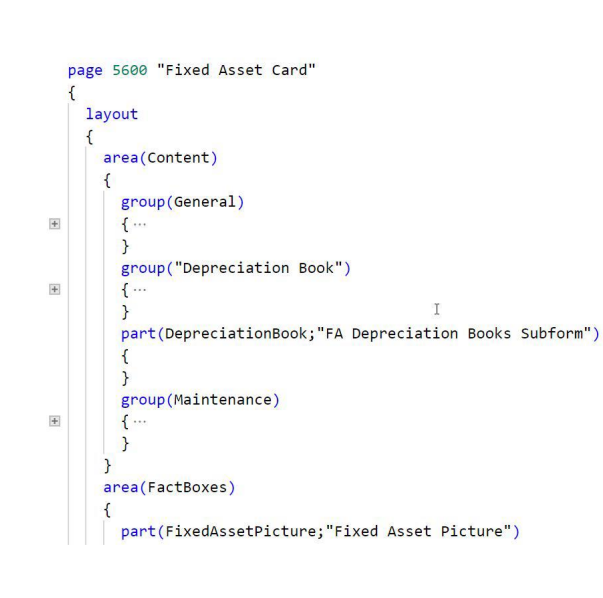 page 5600 "Fixed Asset Card"
{
layout
{
area(Content)
{
group(General)
{ ...
}
group("Depreciation Book")
{ ...
}
part(DepreciationBook;"FA Depreciation Books Subform")
{
}
group(Maintenance)
{ ...
}
}
area(FactBoxes)
{
part(FixedAssetPicture;"Fixed Asset Picture")